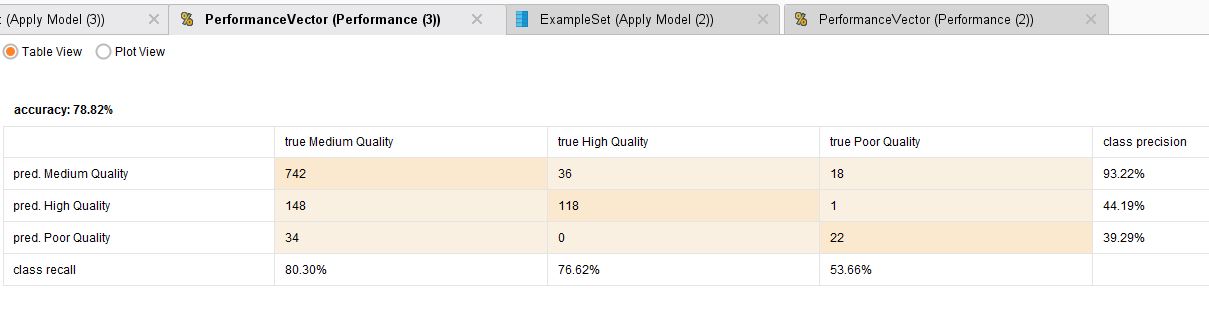 t (Apply Model (3)) PerformanceVector (Performance (3)) ExampleSet (Apply Model (2)) PerformanceVector (Performance (2))
Table View Plot View
accuracy: 78.82%
true Medium Quality true High Quality true Poor Quality class precision
pred. Medium Quality 742 36 18 93.22%
pred. High Quality 148 118 1 44.19%
pred. Poor Quality 34 0 22 39.29%
class recall 80.30% 76.62% 53.66%